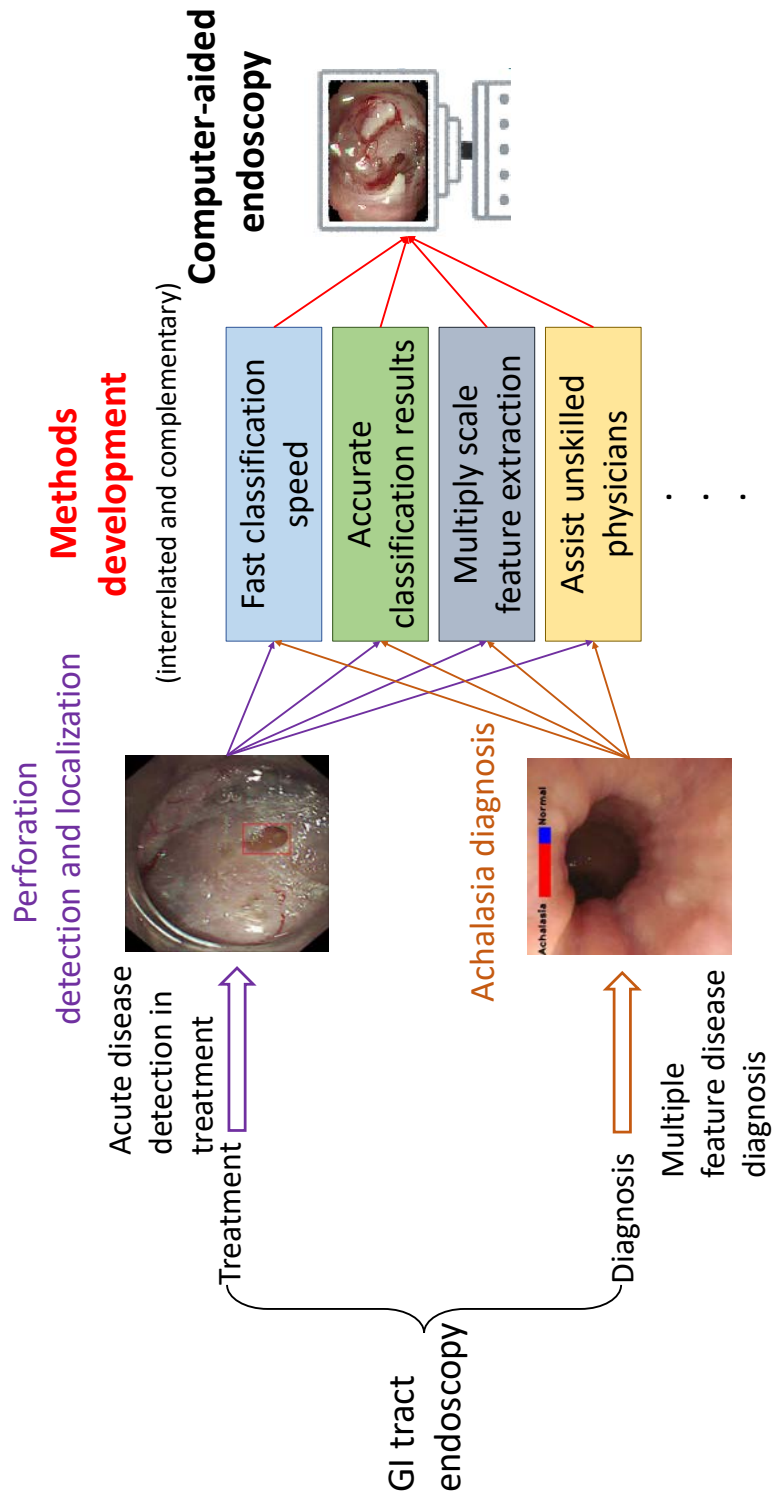 GI tract
endoscopy
Treatment
Acute disease
detection in
treatment
Perforation
detection and localization
Diagnosis
Multiple
feature disease
diagnosis
Achalasia diagnosis
Achalasia
Normal
Methods
development
(interrelated and complementary)
Fast classification
speed
Accurate
classification results
Multiply scale
feature extraction
Assist unskilled
physicians
. . .
Computer-aided
endoscopy